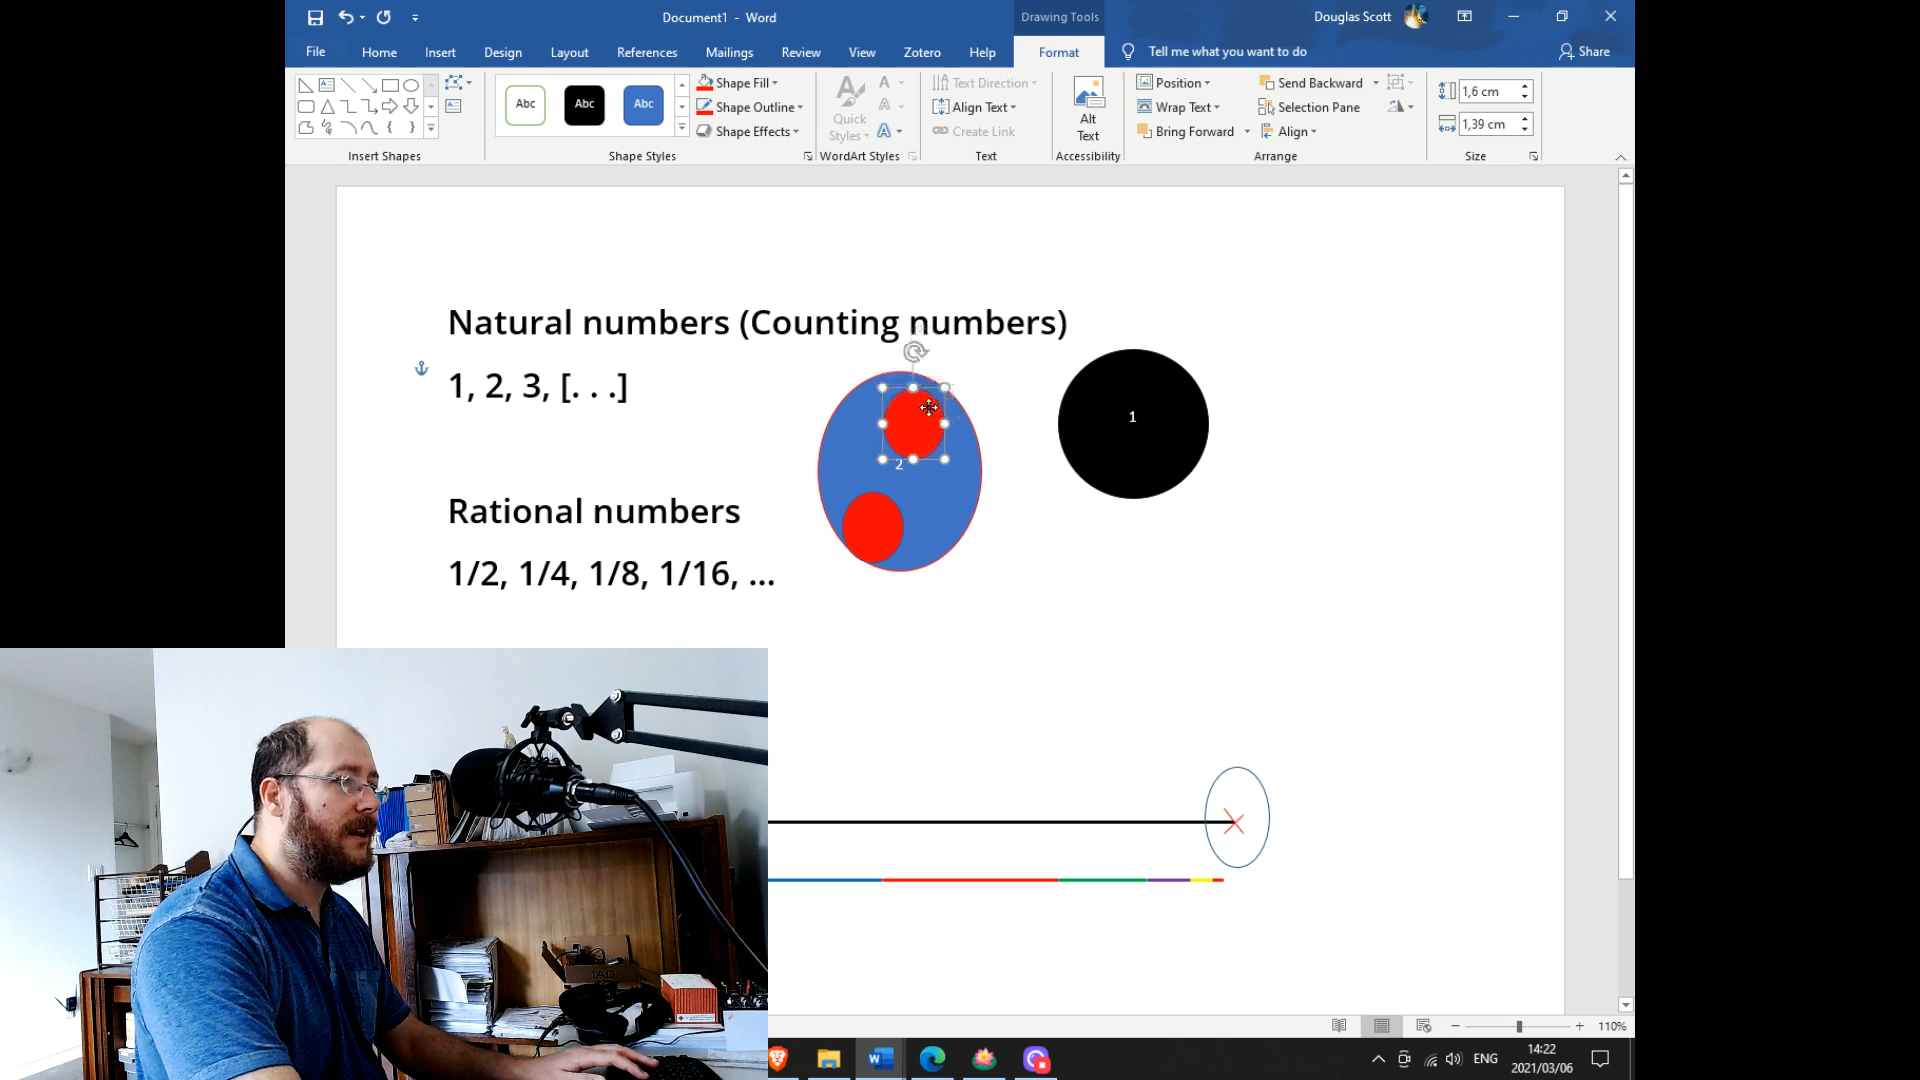 Document1 - Word
Drawing Tools
Douglas Scott
File Home Insert Design Layout References Mailings Review View Zotero Help Format Tell me what you want to do Share
Abc Abc Abc
Shape Fill
Shape Outline
Shape Effects
Quick Styles
Text Direction
Align Text
Create Link
Alt Text
Position
Wrap Text
Bring Forward
Send Backward
Selection Pane
Align
1,6 cm
1,39 cm
Insert Shapes Shape Styles WordArt Styles Text Accessibility Arrange Size
Natural numbers (Counting numbers)
1, 2, 3, [. . .]
2
1
Rational numbers
1/2, 1/4, 1/8, 1/16, ...
1AD
110%
ENG
14:22
2021/03/06